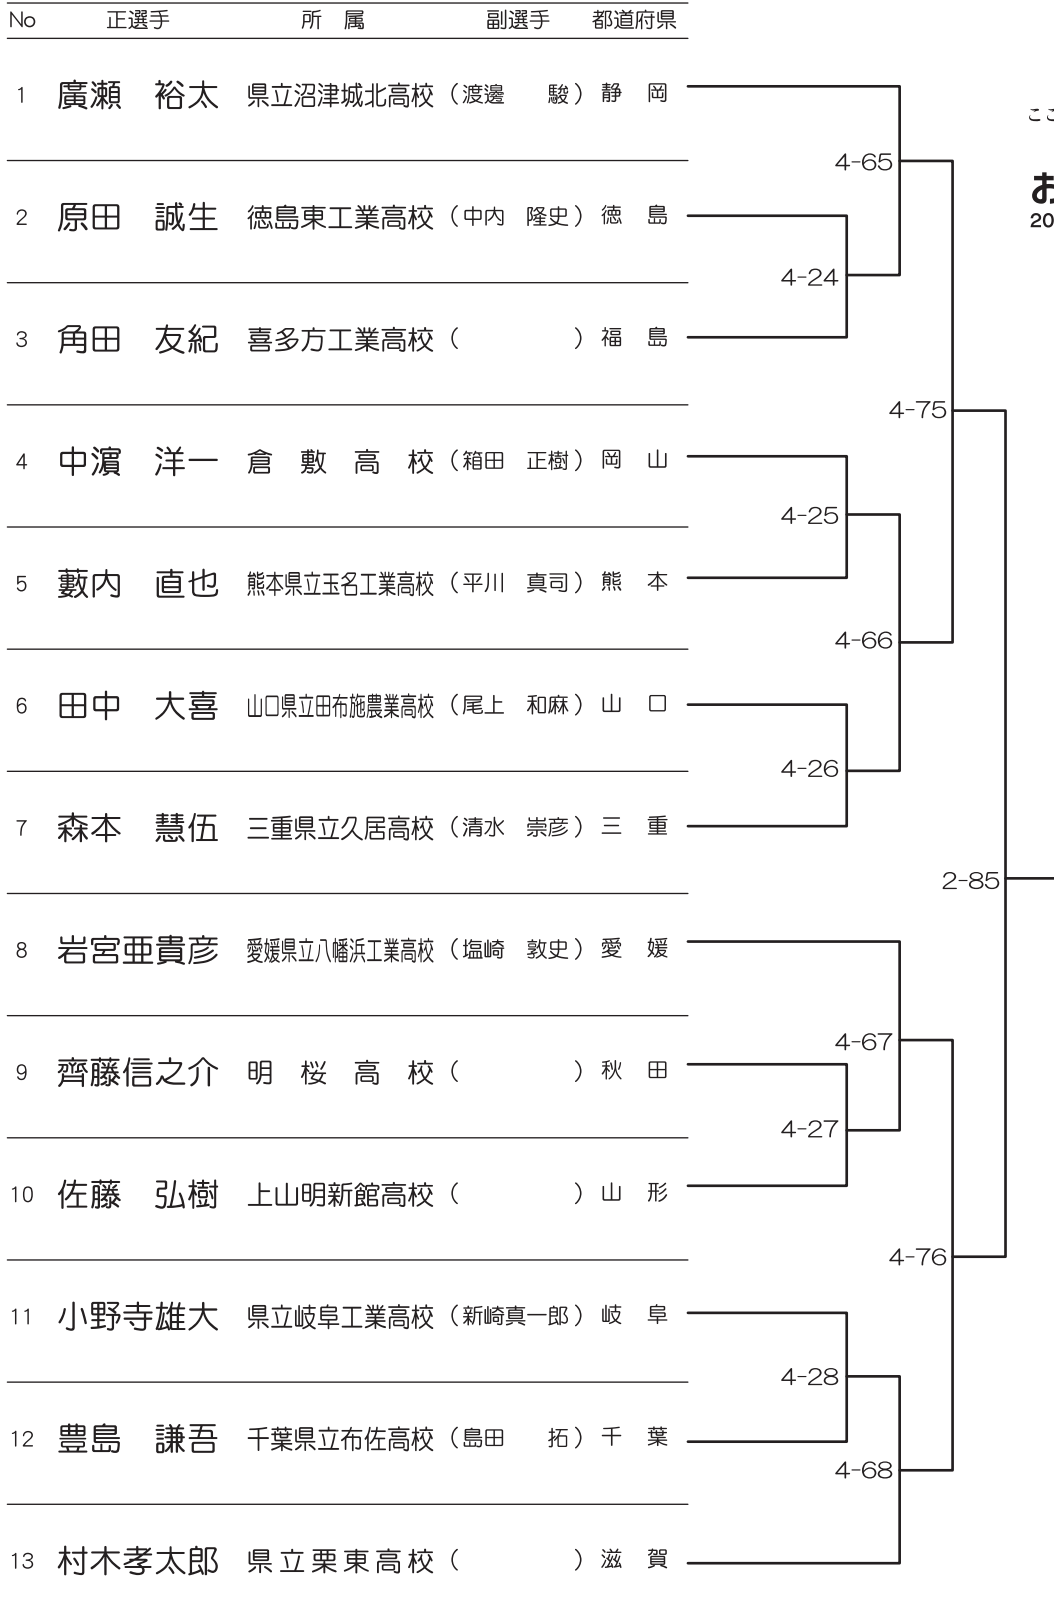 No 正選手 所 属 副選手 都道府県
1 廣瀬 裕太 県立沼津城北高校 (渡邊 駿) 静 岡
ここ
4-65
お
2 原田 誠生 徳島東工業高校 (中内 隆史) 徳 島
20
4-24
3 角田 友紀 喜多方工業高校 ( ) 福 島
4-75
4 中濵 洋一 倉 敷 高 校 (箱田 正樹) 岡 山
4-25
5 藪内 直也 熊本県立玉名工業高校 (平川 真司) 熊 本
4-66
6 田中 大喜 山口県立田布施農業高校 (尾上 和麻) 山 口
4-26
7 森本 慧伍 三重県立久居高校 (清水 崇彦) 三 重
2-85
8 岩宮亜貴彦 愛媛県立八幡浜工業高校 (塩崎 敦史) 愛 媛
4-67
9 齊藤信之介 明 桜 高 校 ( ) 秋 田
4-27
10 佐藤 弘樹 上山明新館高校 ( ) 山 形
4-76
11 小野寺雄大 県立岐阜工業高校 (新崎真一郎) 岐 阜
4-28
12 豊島 謙吾 千葉県立布佐高校 (島田 拓) 千 葉
4-68
13 村木孝太郎 県立栗東高校 ( ) 滋 賀